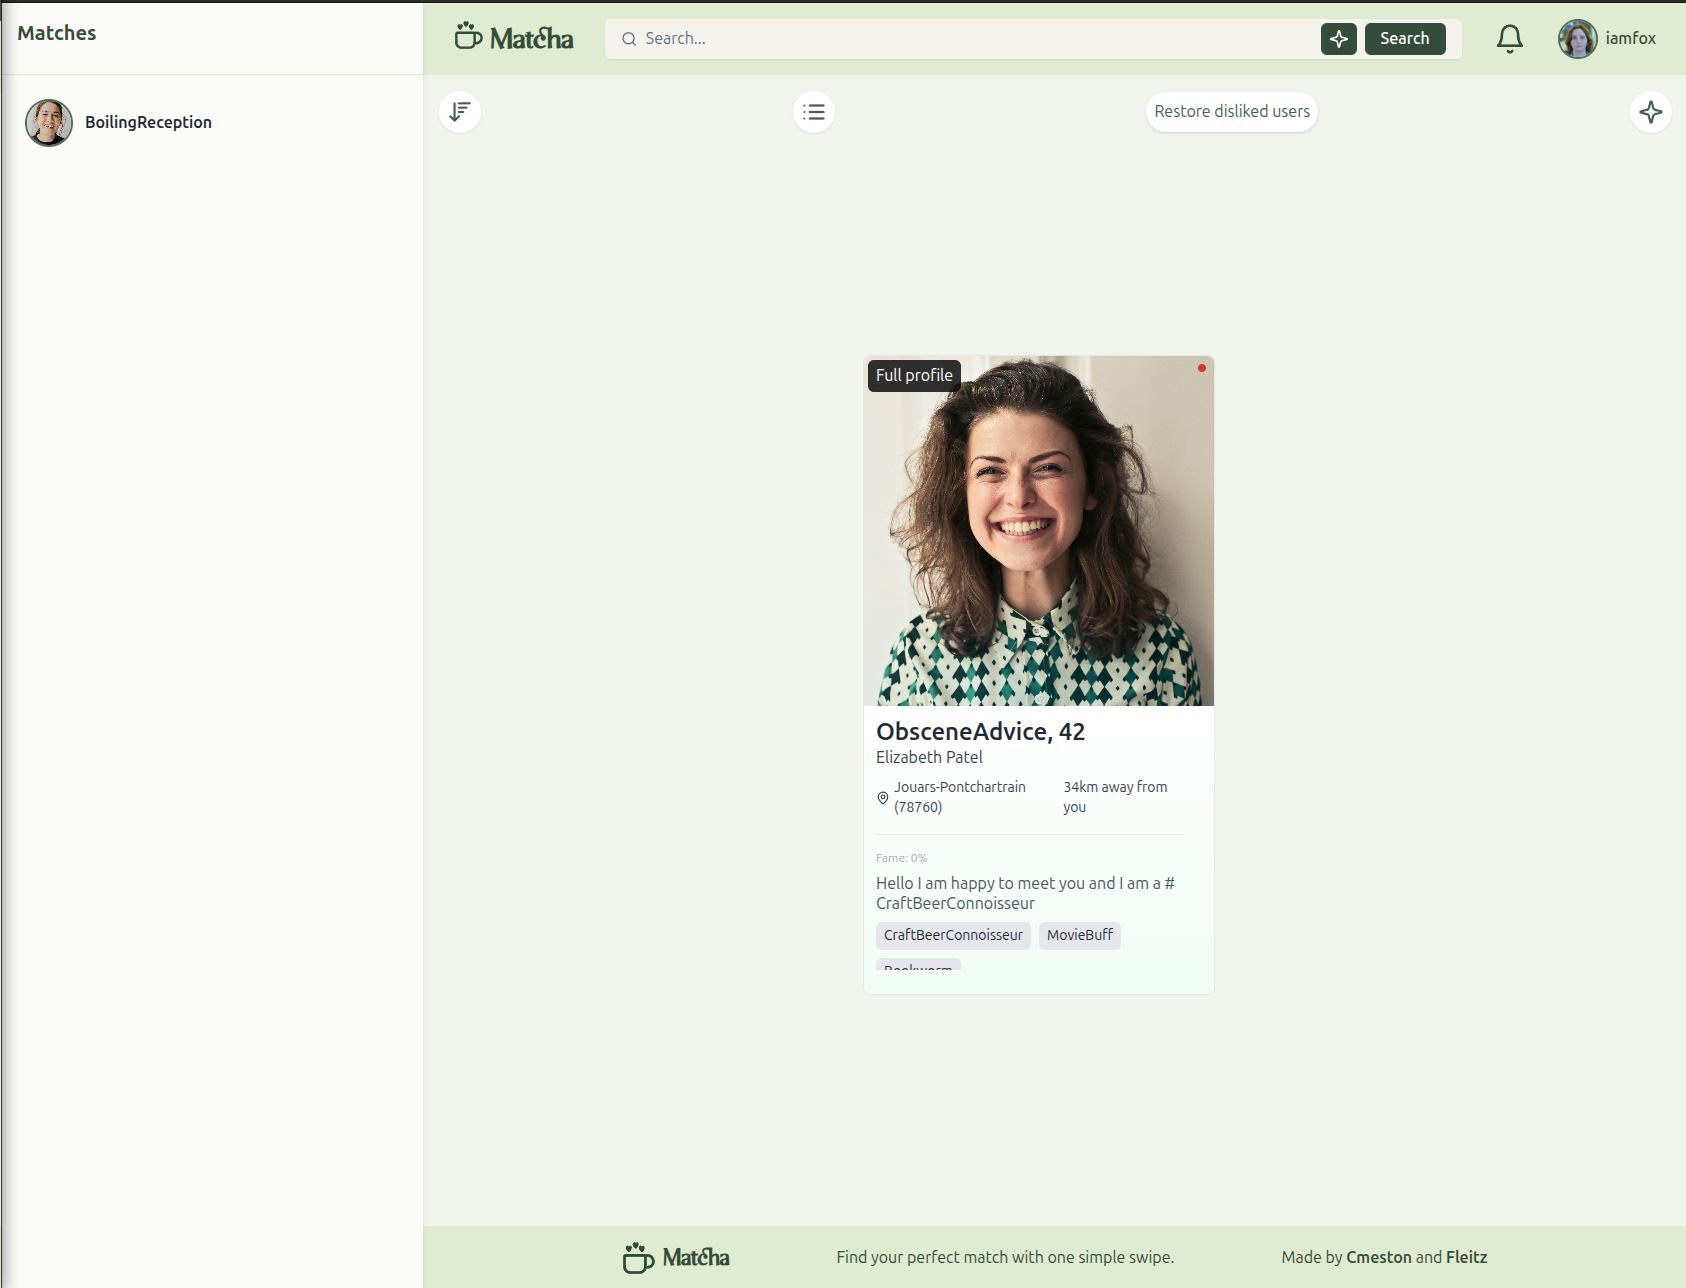 Matches
BoilingReception
Matcha
Search...
Search
iamfox
Restore disliked users
Full profile
ObsceneAdvice, 42
Elizabeth Patel
Jouars-Pontchartrain
(78760)
34km away from
you
Fame: 0%
Hello I am happy to meet you and I am a #
CraftBeerConnoisseur
CraftBeerConnoisseur
MovieBuff
Bookworm
Matcha
Find your perfect match with one simple swipe.
Made by Cmeston and Fleitz